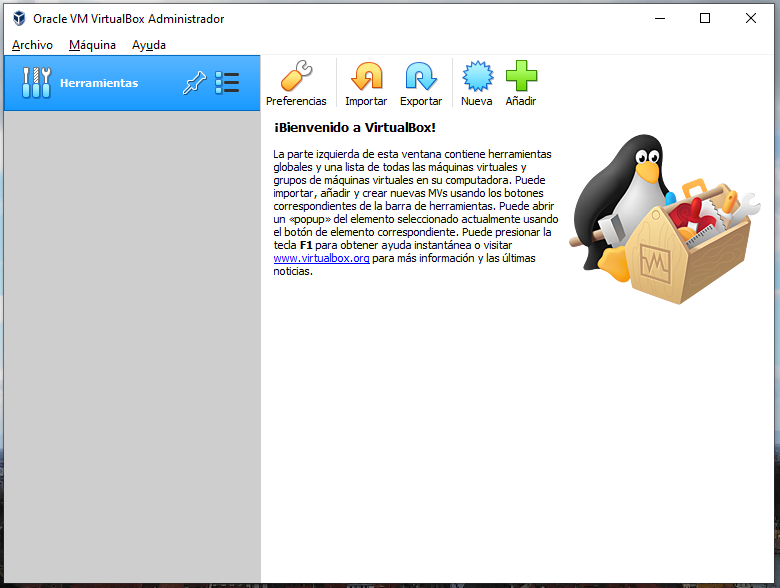 Oracle VM VirtualBox Administrador
Archivo Máquina Ayuda
Herramientas
Preferencias Importar Exportar Nueva Añadir
¡Bienvenido a VirtualBox!
La parte izquierda de esta ventana contiene herramientas
globales y una lista de todas las máquinas virtuales y
grupos de máquinas virtuales en su computadora. Puede
importar, añadir y crear nuevas MVs usando los botones
correspondientes de la barra de herramientas. Puede abrir
un «popup» del elemento seleccionado actualmente usando
el botón de elemento correspondiente. Puede presionar la
tecla F1 para obtener ayuda instantánea o visitar
www.virtualbox.org para más información y las últimas
noticias.